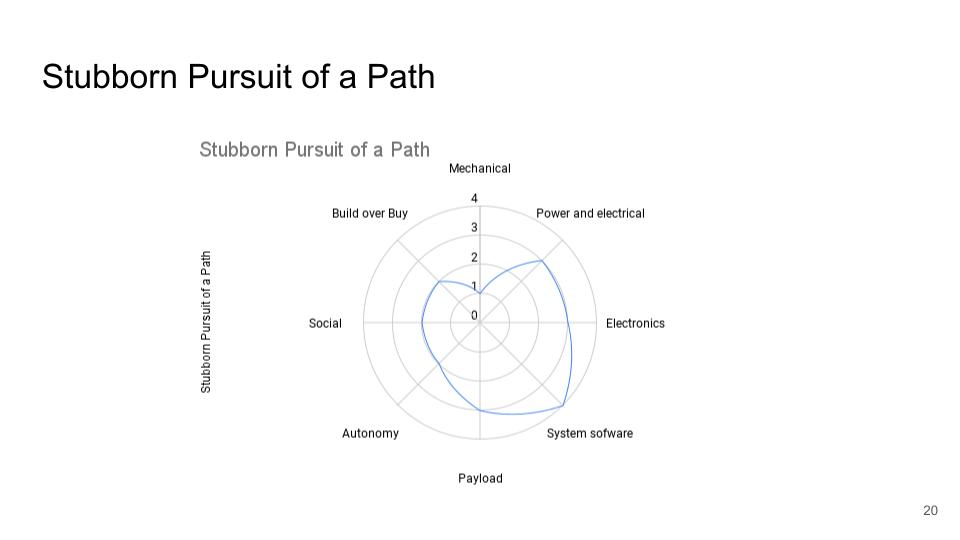 Stubborn Pursuit of a Path
Stubborn Pursuit of a Path
Mechanical
4
Build over Buy
Power and electrical
3
2
1
0
Stubborn Pursuit of a Path
Social
Electronics
Autonomy
System sofware
Payload
20